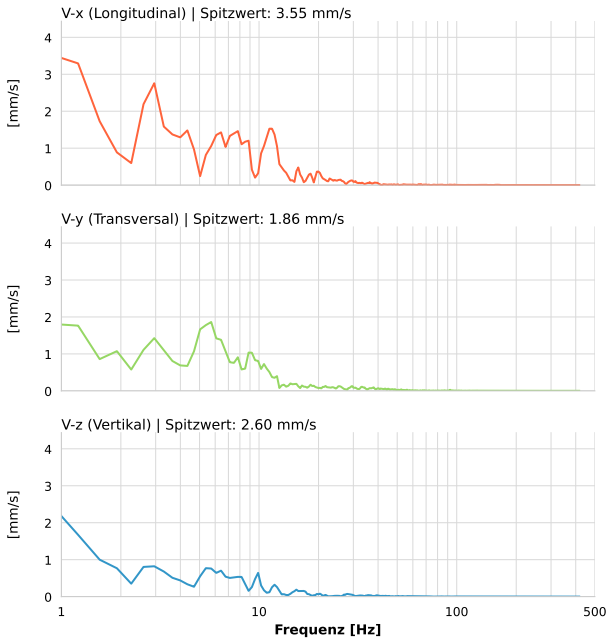 V-x (Longitudinal) | Spitzwert: 3.55 mm/s
4
3
2
1
0
[mm/s]
V-y (Transversal) | Spitzwert: 1.86 mm/s
4
3
2
1
0
[mm/s]
V-z (Vertikal) | Spitzwert: 2.60 mm/s
4
3
2
1
0
[mm/s]
1 10 100 500
Frequenz [Hz]